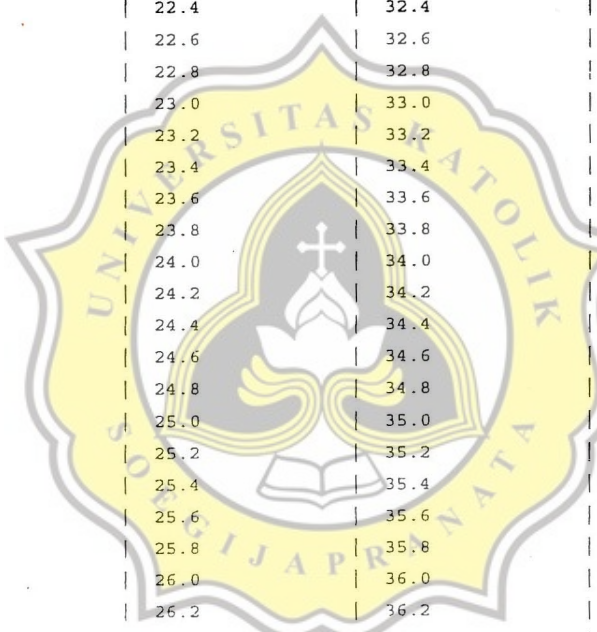 | 22.4 | 32.4 |
| 22.6 | 32.6 |
| 22.8 | 32.8 |
| 23.0 | 33.0 |
| 23.2 | 33.2 |
| 23.4 | 33.4 |
| 23.6 | 33.6 |
| 23.8 | 33.8 |
| 24.0 | 34.0 |
| 24.2 | 34.2 |
| 24.4 | 34.4 |
| 24.6 | 34.6 |
| 24.8 | 34.8 |
| 25.0 | 35.0 |
| 25.2 | 35.2 |
| 25.4 | 35.4 |
| 25.6 | 35.6 |
| 25.8 | 35.8 |
| 26.0 | 36.0 |
| 26.2 | 36.2 |
UNIVERSITAS KATOLIK
SOEGIJAPRANATA